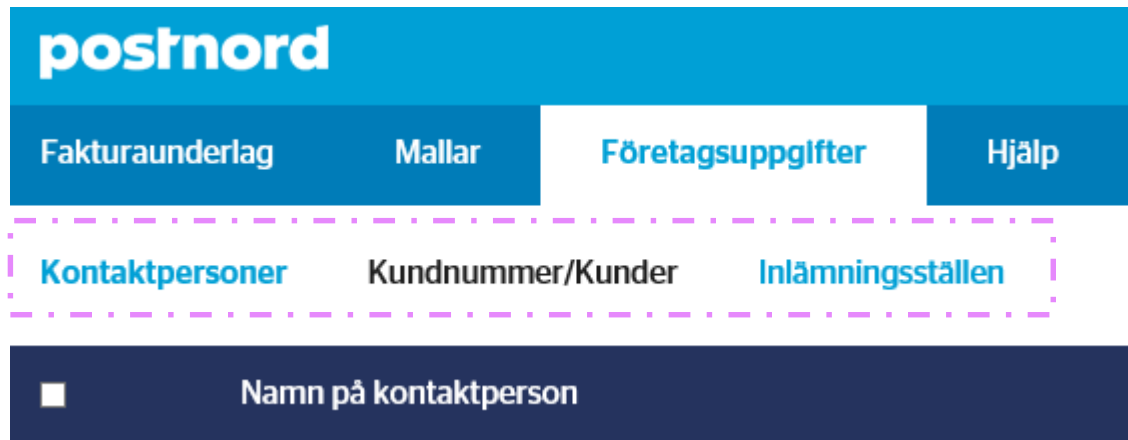 postnord
Fakturaunderlag Mallar Företagsuppgifter Hjälp
Kontaktpersoner Kundnummer/Kunder Inlämningsställen
Namn på kontaktperson